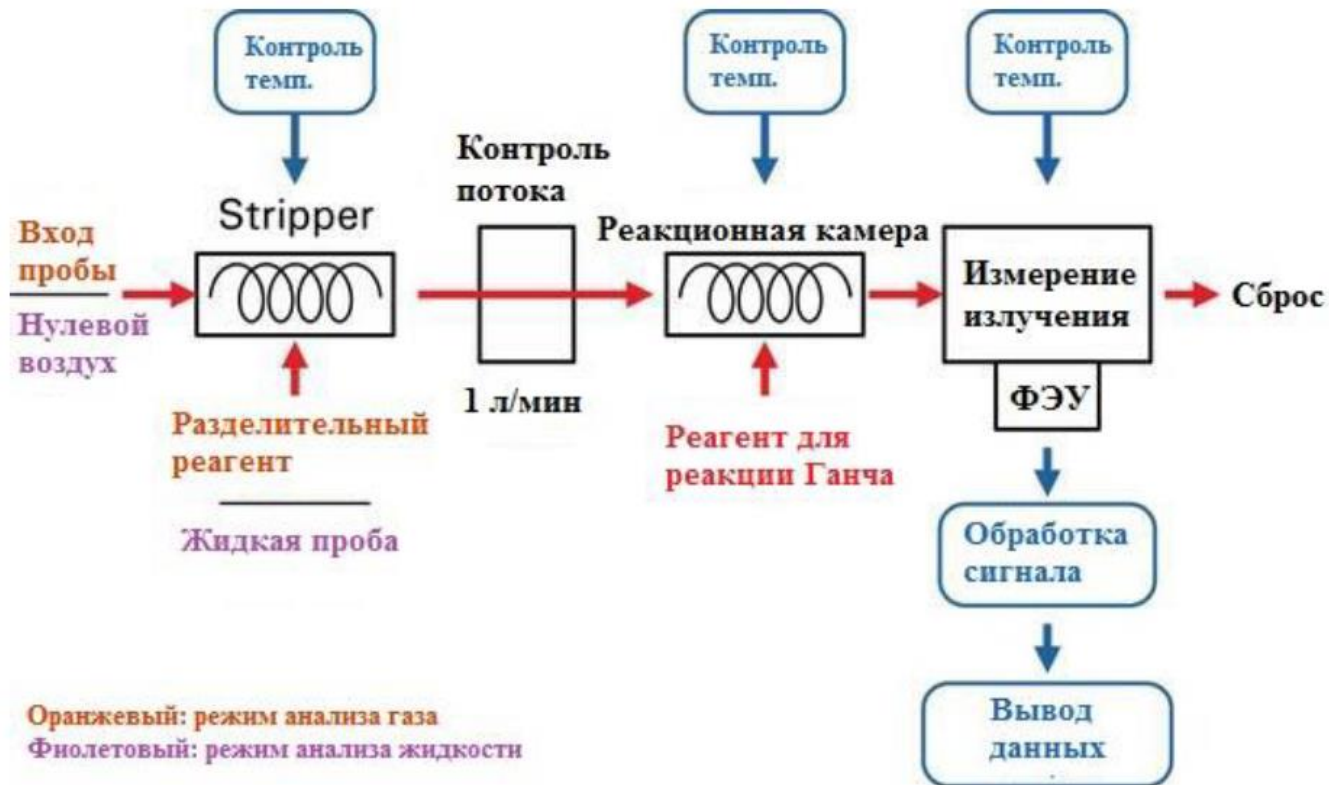 Контроль
темп.
Контроль
темп.
Контроль
темп.
Контроль
потока
Stripper
Вход
пробы
Нулевой
воздух
Реакционная камера
Измерение
излучения
Сброс
ФЭУ
1 л/мин
Разделительный
реагент
Жидкая проба
Реагент для
реакции Ганча
Обработка
сигнала
Вывод
данных
Оранжевый: режим анализа газа
Фиолетовый: режим анализа жидкости